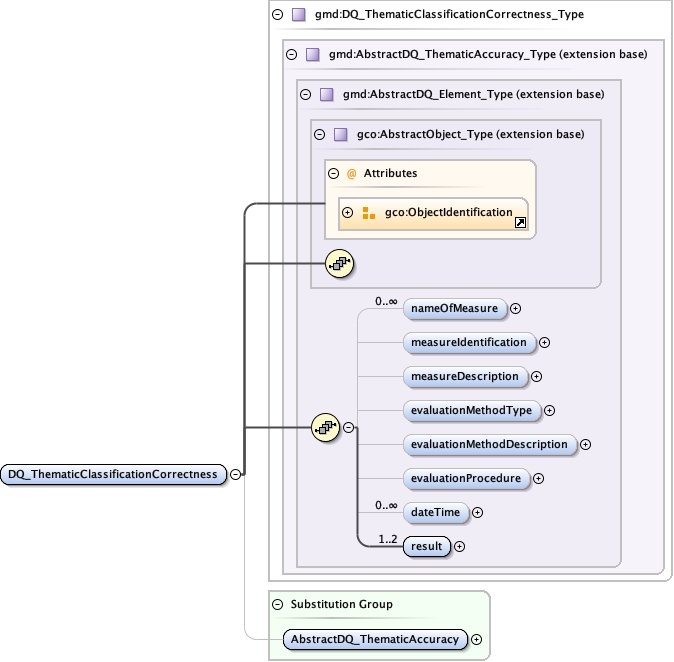 gmd:DQ_ThematicClassificationCorrectness_Type
gmd:AbstractDQ_ThematicAccuracy_Type (extension base)
gmd:AbstractDQ_Element_Type (extension base)
gco:AbstractObject_Type (extension base)
@ Attributes
gco:ObjectIdentification
0..∞
nameOfMeasure
measureIdentification
measureDescription
evaluationMethodType
evaluationMethodDescription
DQ_ThematicClassificationCorrectness
evaluationProcedure
0..∞
dateTime
1..2
result
Substitution Group
AbstractDQ_ThematicAccuracy